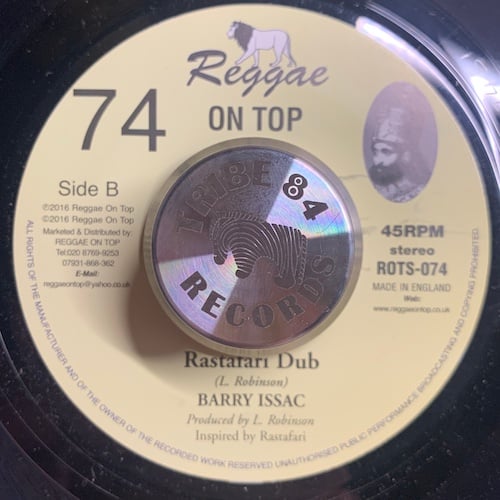 Reggae
74
ON TOP
Side B
℗2016 Reggae On Top
©2016 Reggae On Top
Marketed & Distributed by:
REGGAE ON TOP
Tel:020 8769-9253
07931-868-362
E-Mail:
reggaeontop@yahoo.co.uk
TRIBE 84
RECORDS
45RPM
stereo
ROTS-074
MADE IN ENGLAND
Web:
www.reggaeontop.co.uk
Rastafari Dub
(L. Robinson)
BARRY ISSAC
Produced by L. Robinson
Inspired by Rastafari
ALL RIGHTS OF THE MANUFACTURER AND OF THE OWNER OF THE RECORDED WORK RESERVED UNAUTHORISED PUBLIC PERFORMANCE BROADCASTING AND COPYING PROHIBITED.